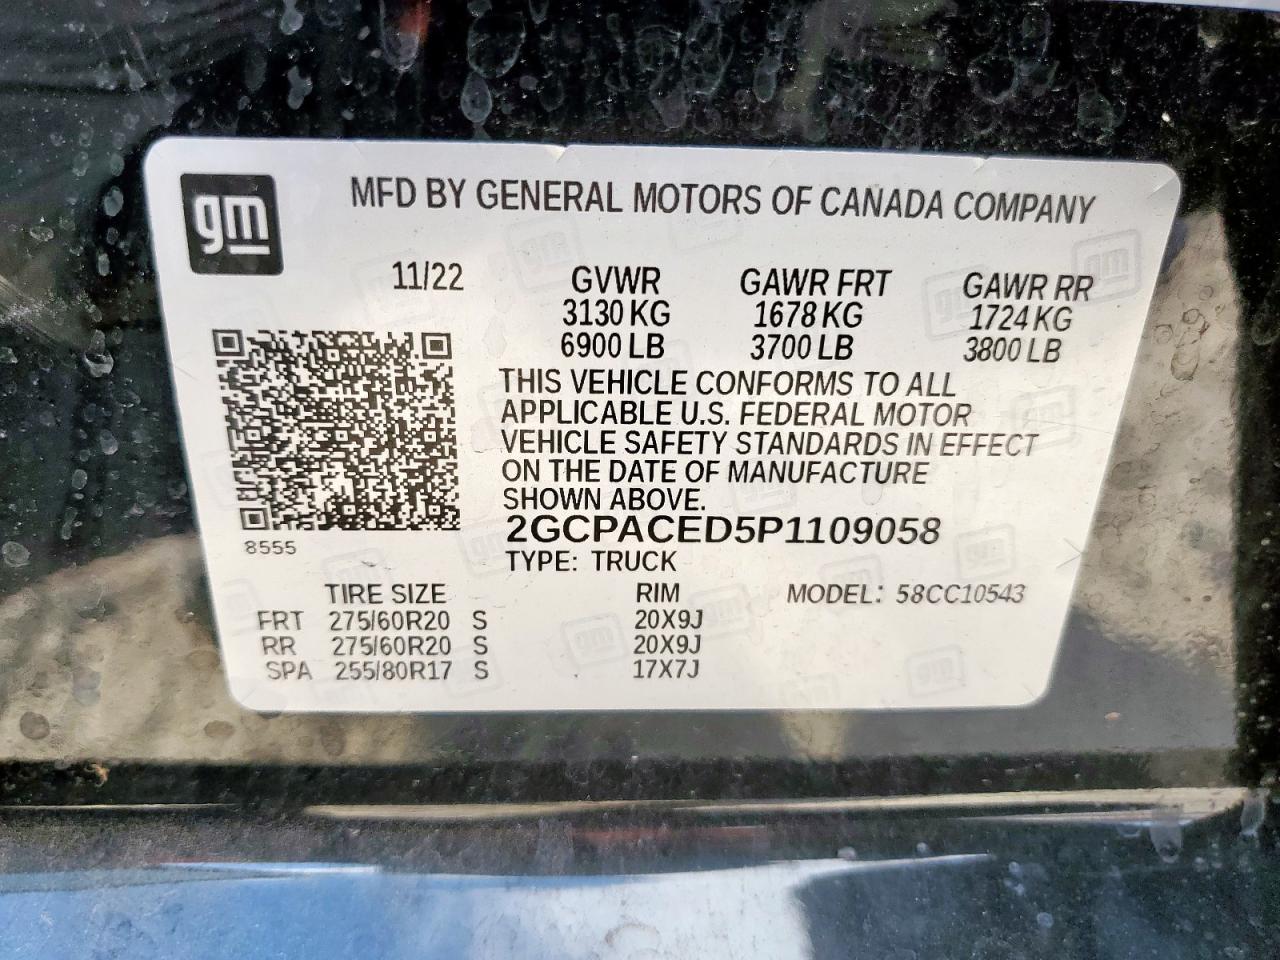 gm
MFD BY GENERAL MOTORS OF CANADA COMPANY
11/22 GVWR GAWR FRT GAWR RR
3130 KG 1678 KG 1724 KG
6900 LB 3700 LB 3800 LB
THIS VEHICLE CONFORMS TO ALL
APPLICABLE U.S. FEDERAL MOTOR
VEHICLE SAFETY STANDARDS IN EFFECT
ON THE DATE OF MANUFACTURE
SHOWN ABOVE.
2GCPACED5P1109058
8555
TYPE: TRUCK
TIRE SIZE RIM MODEL: 58CC10543
FRT 275/60R20 S 20X9J
RR 275/60R20 S 20X9J
SPA 255/80R17 S 17X7J